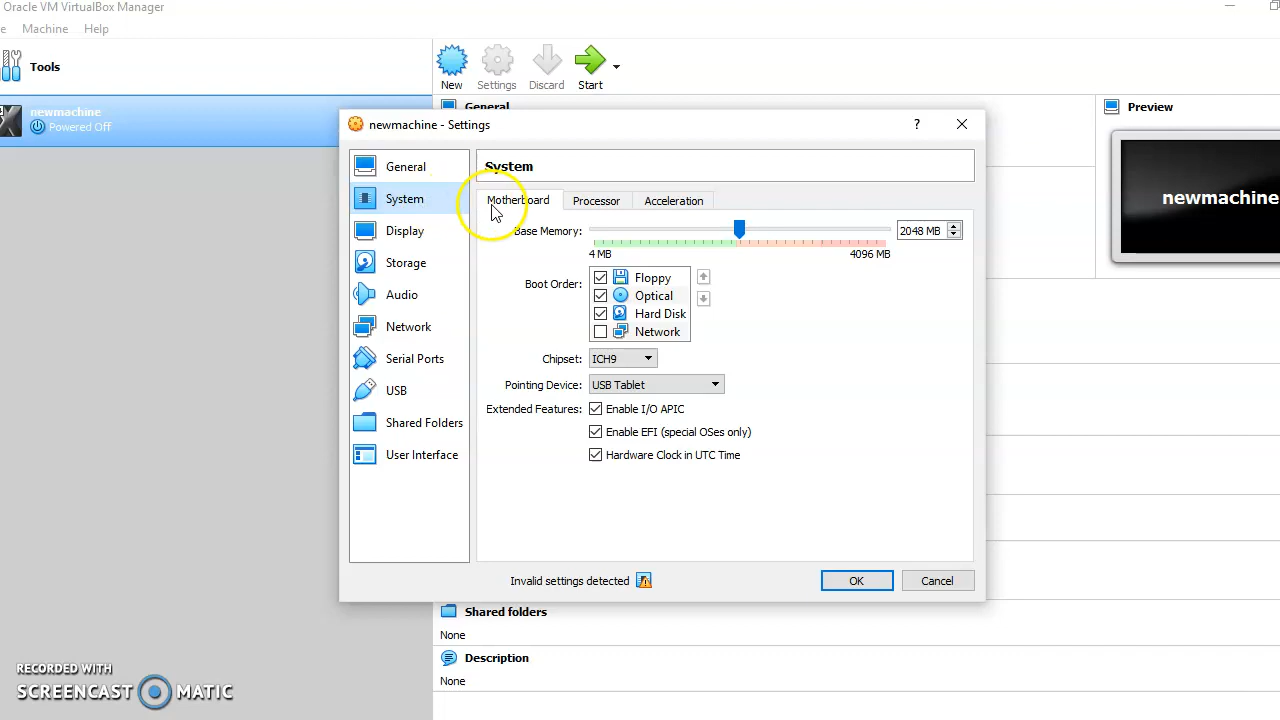 Oracle VM VirtualBox Manager
Machine Help
Tools
New Settings Discard Start
newmachine
Powered Off
General
Preview
newmachine
newmachine - Settings
?
General
System
Display
Storage
Audio
Network
Serial Ports
USB
Shared Folders
User Interface
System
Motherboard Processor Acceleration
Base Memory: 2048 MB
4 MB 4096 MB
Boot Order:
Floppy
Optical
Hard Disk
Network
Chipset: ICH9
Pointing Device: USB Tablet
Extended Features: Enable I/O APIC
Enable EFI (special OSes only)
Hardware Clock in UTC Time
Invalid settings detected
OK Cancel
Shared folders
None
Description
None
RECORDED WITH
SCREENCAST MATIC